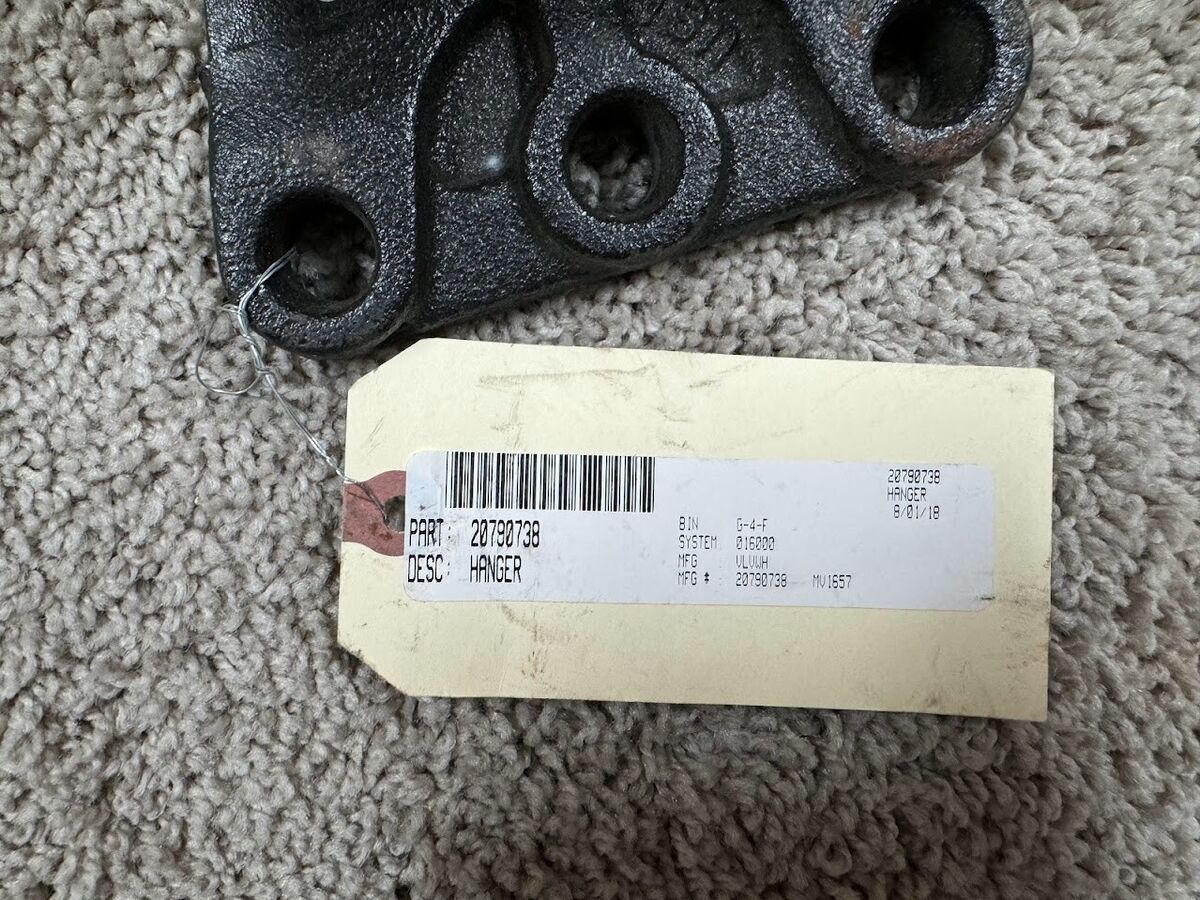 PART: 20790738
DESC: HANGER
BIN G-4-F
SYSTEM 016000
MFG VLVWH
MFG # 20790738 MV1657
20790738
HANGER
8/01/18